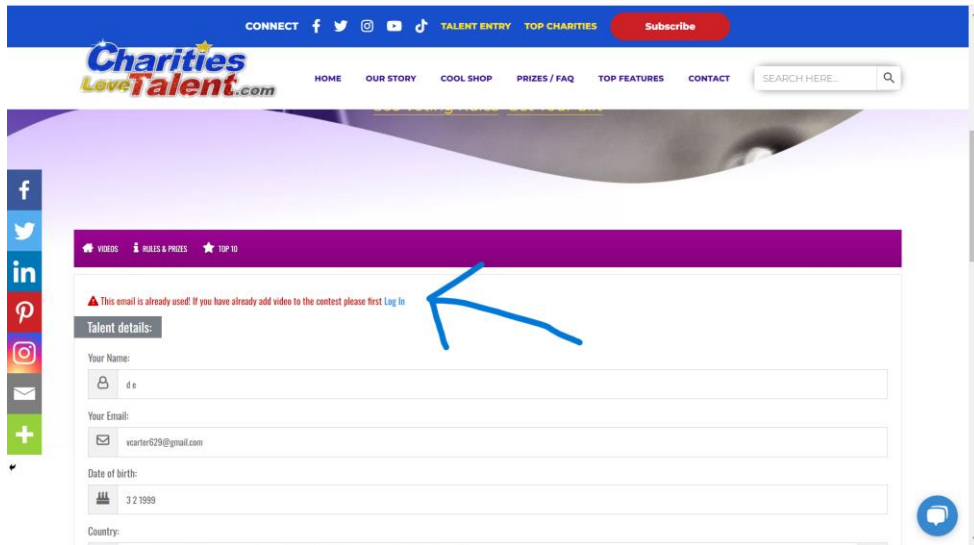 CONNECT TALENT ENTRY TOP CHARITIES Subscribe
Charities
LoveTalent.com
HOME OUR STORY COOL SHOP PRIZES / FAQ TOP FEATURES CONTACT SEARCH HERE...
VIDEOS RULES & PRIZES TOP 10
This email is already used! If you have already add video to the contest please first Log In
Talent details:
Your Name:
d e
Your Email:
vcarter629@gmail.com
Date of birth:
3 2 1999
Country: